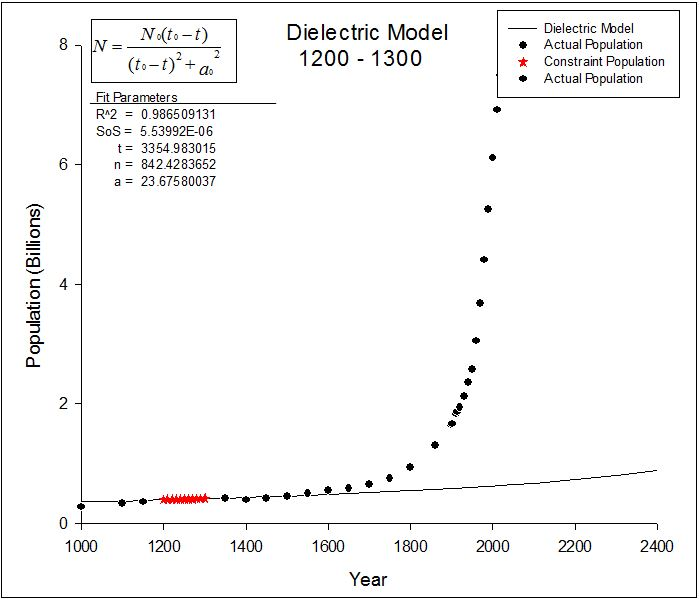 Dielectric Model
1200 - 1300
N = N₀(t₀ - t) / (t₀ - t)² + a₀²
Fit Parameters
R^2 = 0.986509131
SoS = 5.53992E-06
t = 3354.983015
n = 842.4283652
a = 23.67580037
Dielectric Model
Actual Population
Constraint Population
Actual Population
Population (Billions)
8
6
4
2
0
1000 1200 1400 1600 1800 2000 2200 2400
Year